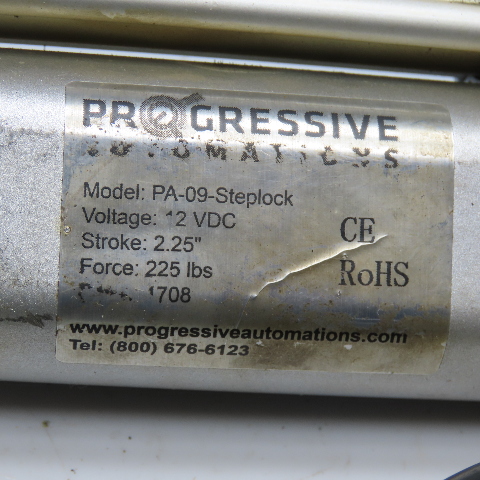 PROGRESSIVE
AUTOMATIONS
Model: PA-09-Steplock
Voltage: 12 VDC
Stroke: 2.25"
Force: 225 lbs
1708
CE
RoHS
www.progressiveautomations.com
Tel: (800) 676-6123